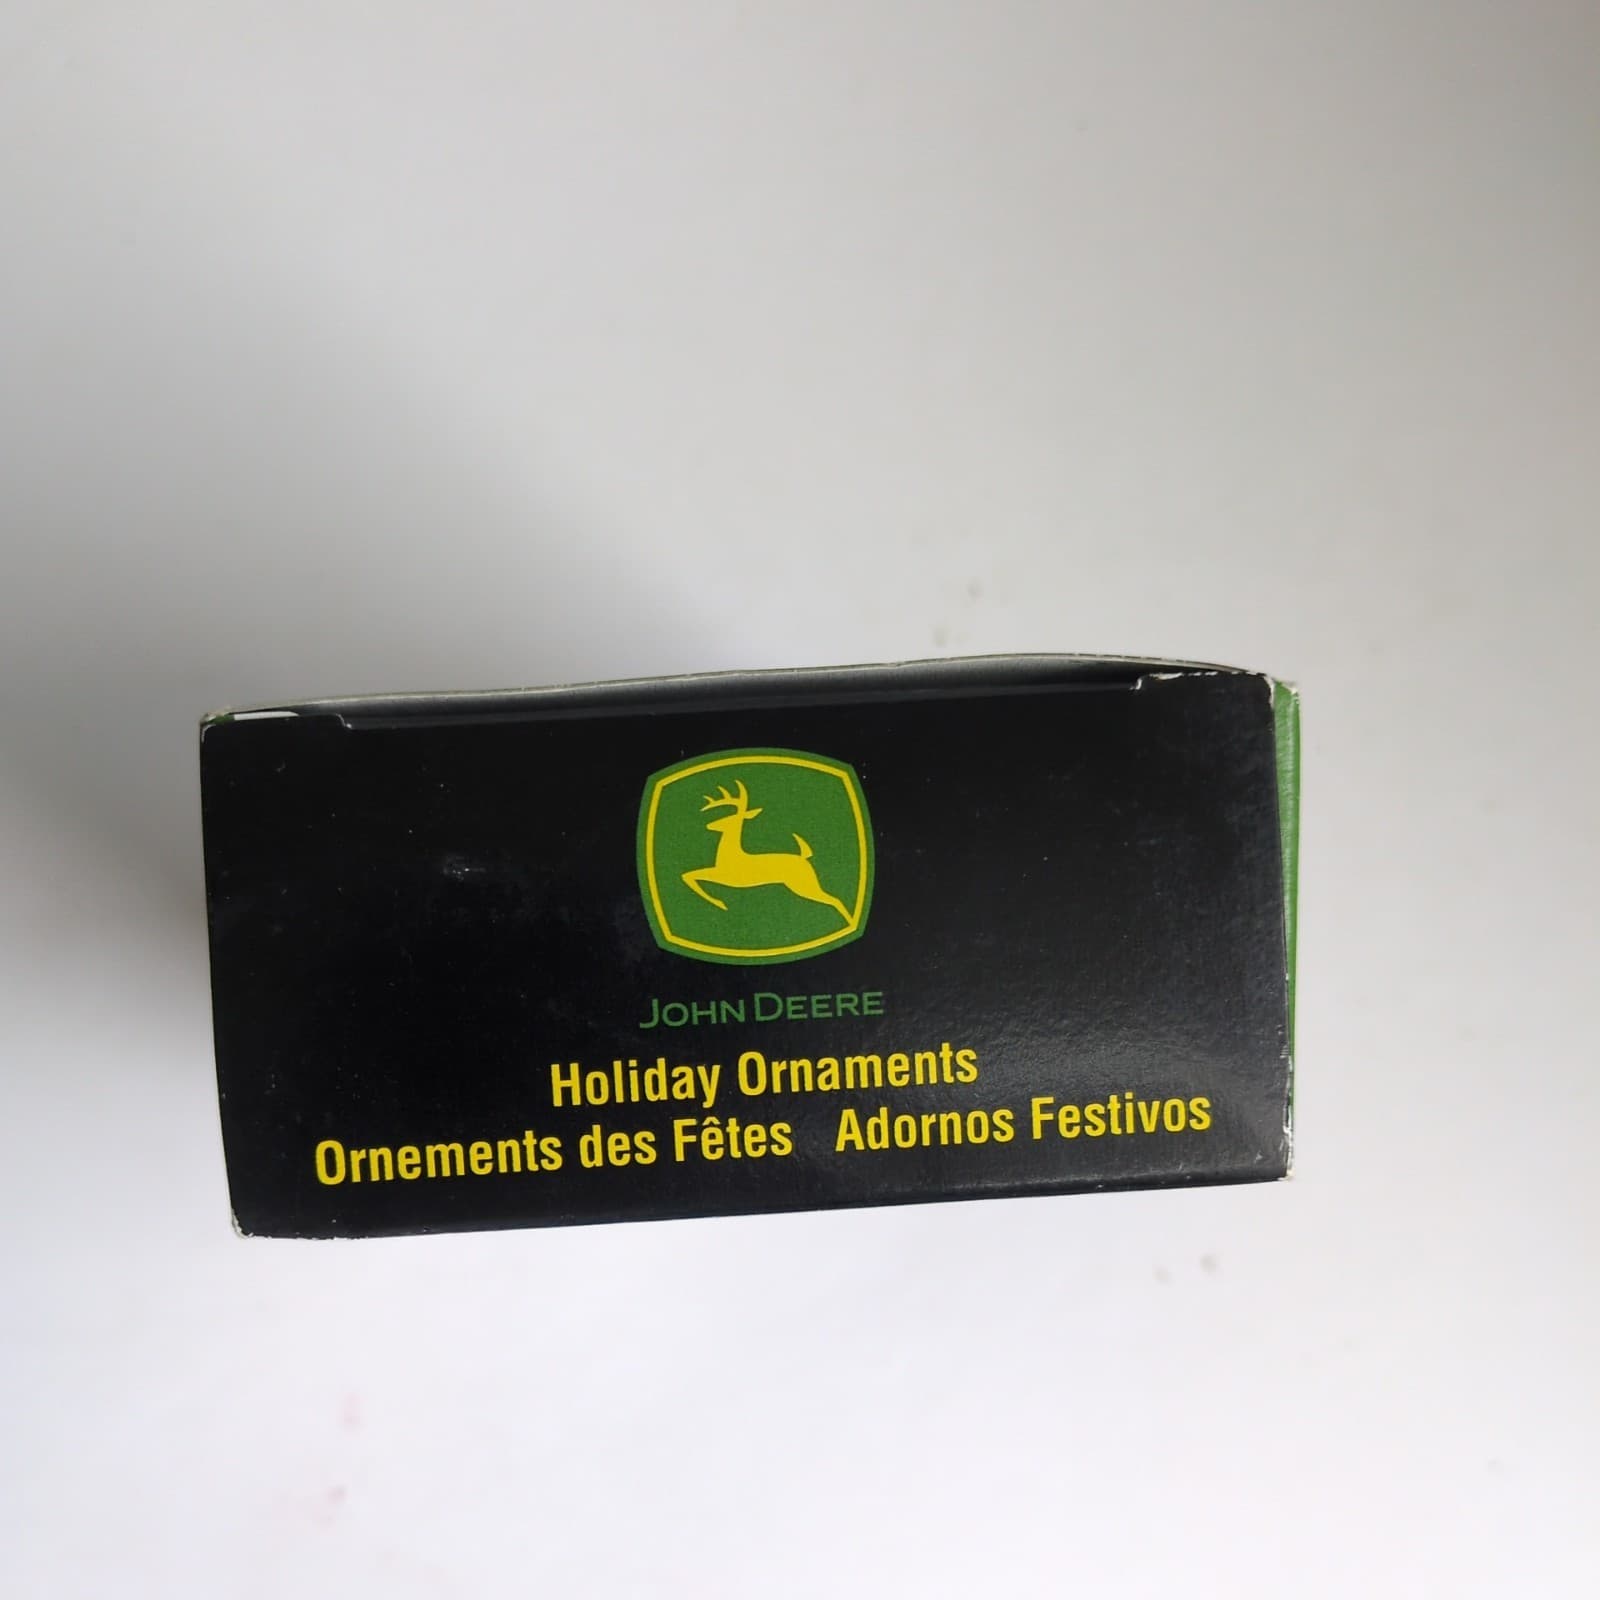 JOHN DEERE
Holiday Ornaments
Ornements des Fêtes Adornos Festivos